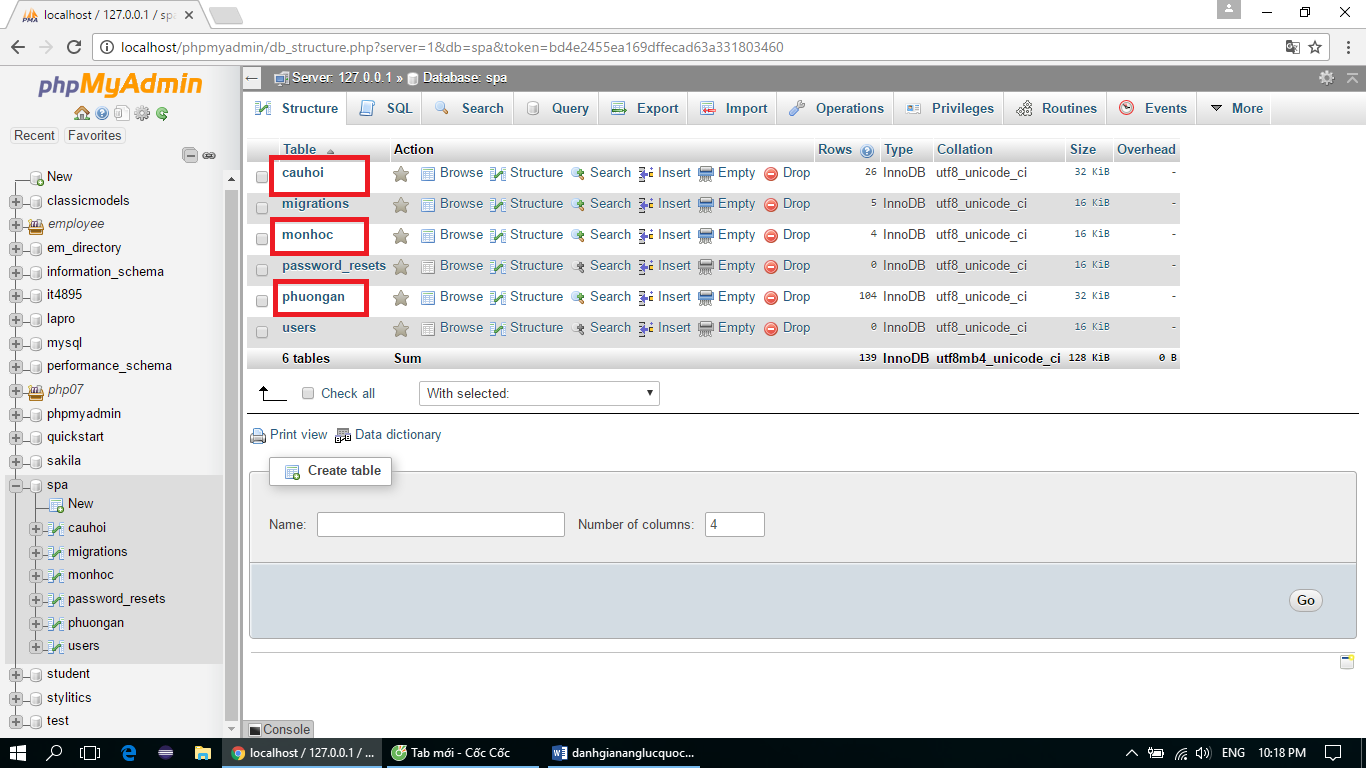 localhost / 127.0.0.1 / spa
localhost/phpmyadmin/db_structure.php?server=1&db=spa&token=bd4e2455ea169dffecad63a331803460
phpMyAdmin
Recent Favorites
New
classicmodels
employee
em_directory
information_schema
it4895
lapro
mysql
performance_schema
php07
phpmyadmin
quickstart
sakila
spa
New
cauhoi
migrations
monhoc
password_resets
phuongan
users
student
stylitics
test
Server: 127.0.0.1 » Database: spa
Structure SQL Search Query Export Import Operations Privileges Routines Events More
Table Action Rows Type Collation Size Overhead
cauhoi Browse Structure Search Insert Empty Drop 26 InnoDB utf8_unicode_ci 32 KiB -
migrations Browse Structure Search Insert Empty Drop 5 InnoDB utf8_unicode_ci 16 KiB -
monhoc Browse Structure Search Insert Empty Drop 4 InnoDB utf8_unicode_ci 16 KiB -
password_resets Browse Structure Search Insert Empty Drop 0 InnoDB utf8_unicode_ci 16 KiB -
phuongan Browse Structure Search Insert Empty Drop 104 InnoDB utf8_unicode_ci 32 KiB -
users Browse Structure Search Insert Empty Drop 0 InnoDB utf8_unicode_ci 16 KiB -
6 tables Sum 139 InnoDB utf8mb4_unicode_ci 128 KiB 0 B
Check all With selected:
Print view Data dictionary
Create table
Name: Number of columns: 4
Go
Console
localhost / 127.0.0.1 / ... Tab mới - Cốc Cốc danhgianangluc​quoc... ENG 10:18 PM